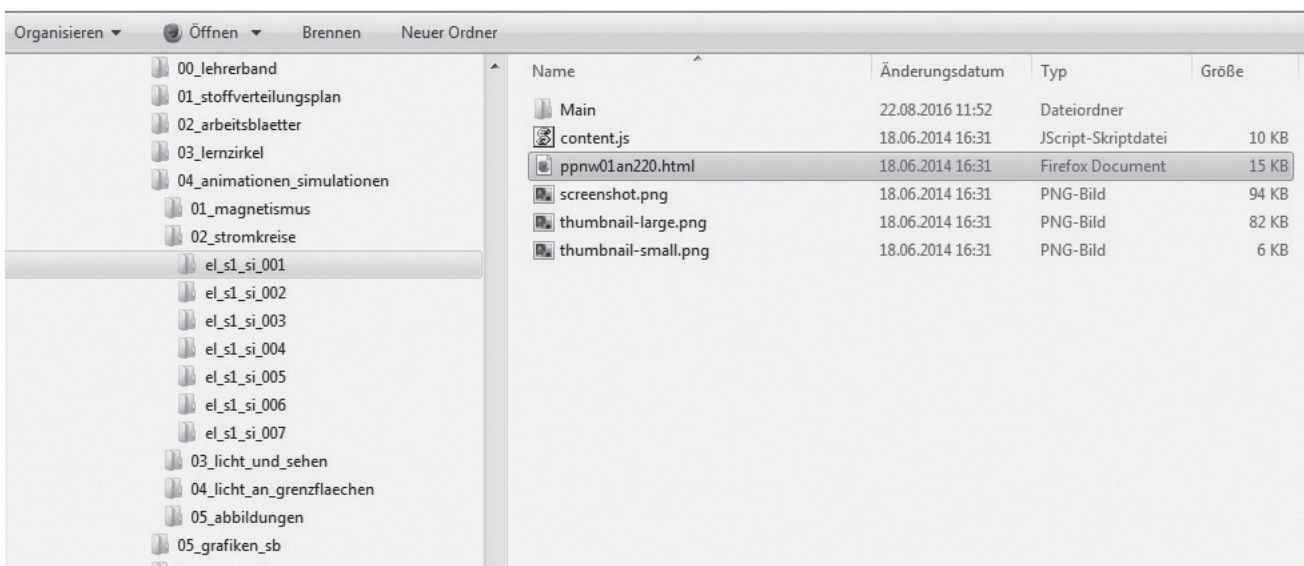 Organisieren Öffnen Brennen Neuer Ordner
00_lehrerband
01_stoffverteilungsplan
02_arbeitsblaetter
03_lernzirkel
04_animationen_simulationen
01_magnetismus
02_stromkreise
el_s1_si_001
el_s1_si_002
el_s1_si_003
el_s1_si_004
el_s1_si_005
el_s1_si_006
el_s1_si_007
03_licht_und_sehen
04_licht_an_grenzflaechen
05_abbildungen
05_grafiken_sb
Name Änderungsdatum Typ Größe
Main 22.08.2016 11:52 Dateiordner
content.js 18.06.2014 16:31 JScript-Skriptdatei 10 KB
ppnw01an220.html 18.06.2014 16:31 Firefox Document 15 KB
screenshot.png 18.06.2014 16:31 PNG-Bild 94 KB
thumbnail-large.png 18.06.2014 16:31 PNG-Bild 82 KB
thumbnail-small.png 18.06.2014 16:31 PNG-Bild 6 KB